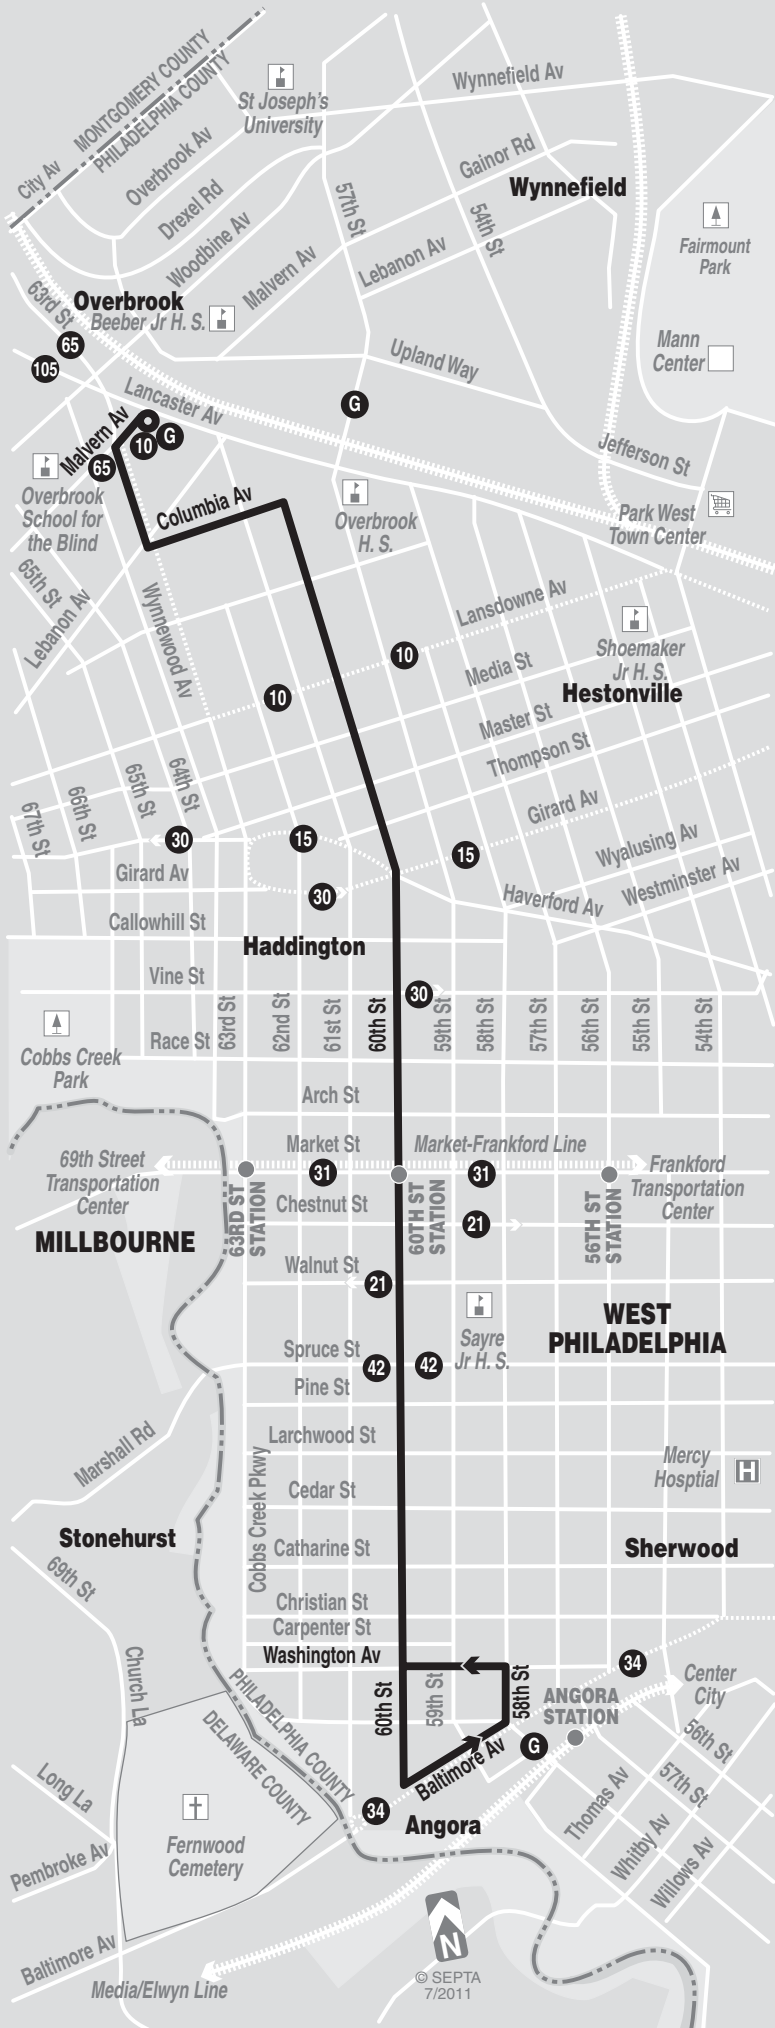 MONTGOMERY COUNTY
PHILADELPHIA COUNTY
City Av
St Joseph's
University
Wynnefield Av
Overbrook Av
Drexel Rd
Woodbine Av
Malvern Av
57th St
54th St
Gainor Rd
Wynnefield
Lebanon Av
Fairmount
Park
63rd St
Overbrook
Beeber Jr H. S.
65
105
Upland Way
Mann
Center
Lancaster Av
G
Malvern Av
10
G
65
Jefferson St
Overbrook
School for
the Blind
Columbia Av
Overbrook
H. S.
Park West
Town Center
65th St
Lebanon Av
Wynnewood Av
Lansdowne Av
Shoemaker
Jr H. S.
10
Media St
Hestonville
10
Master St
Thompson St
67th St
66th St
65th St
64th St
Girard Av
30
15
15
Wyalusing Av
Girard Av
30
Westminster Av
Haverford Av
Callowhill St
Haddington
Vine St
30
63rd St
62nd St
61st St
60th St
59th St
58th St
57th St
56th St
55th St
54th St
Race St
Cobbs Creek
Park
Arch St
Market St
Market-Frankford Line
69th Street
Transportation
Center
31
31
Frankford
Transportation
Center
63RD ST
STATION
60TH ST
STATION
56TH ST
STATION
Chestnut St
21
MILLBOURNE
Walnut St
21
Sayre
Jr H. S.
WEST
PHILADELPHIA
Spruce St
42
42
Pine St
Marshall Rd
Larchwood St
Mercy
Hosptial
H
Cobbs Creek Pkwy
Cedar St
Stonehurst
Catharine St
Sherwood
69th St
Christian St
Carpenter St
Washington Av
Church La
60th St
59th St
58th St
34
Center
City
ANGORA
STATION
PHILADELPHIA COUNTY
DELAWARE COUNTY
G
Baltimore Av
56th St
57th St
Long La
34
Angora
Thomas Av
Whitby Av
Willows Av
Fernwood
Cemetery
Pembroke Av
Baltimore Av
Media/Elwyn Line
N
© SEPTA
7/2011